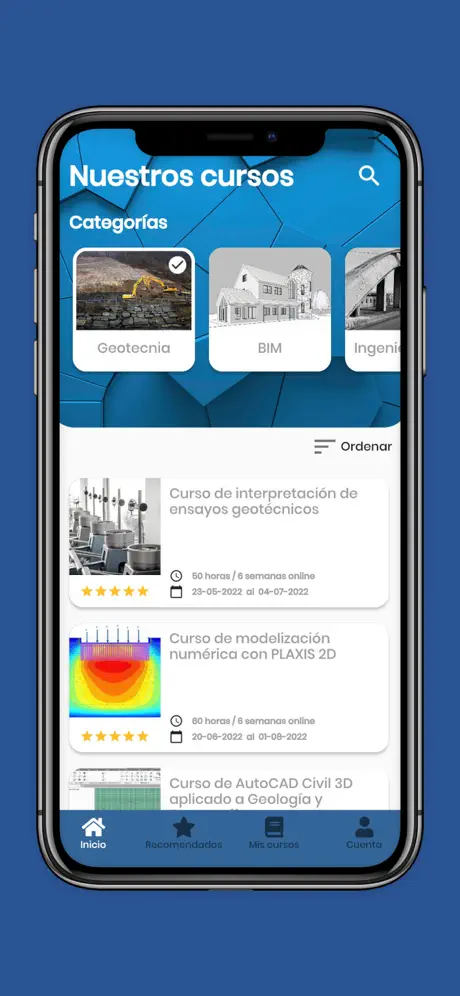 Nuestros cursos
Categorías
Geotecnia
BIM
Ingenie
Ordenar
Curso de interpretación de
ensayos geotécnicos
50 horas / 6 semanas online
23-05-2022 al 04-07-2022
Curso de modelización
numérica con PLAXIS 2D
60 horas / 6 semanas online
20-06-2022 al 01-08-2022
Curso de AutoCAD Civil 3D
aplicado a Geología y
Inicio
Recomendados
Mis cursos
Cuenta